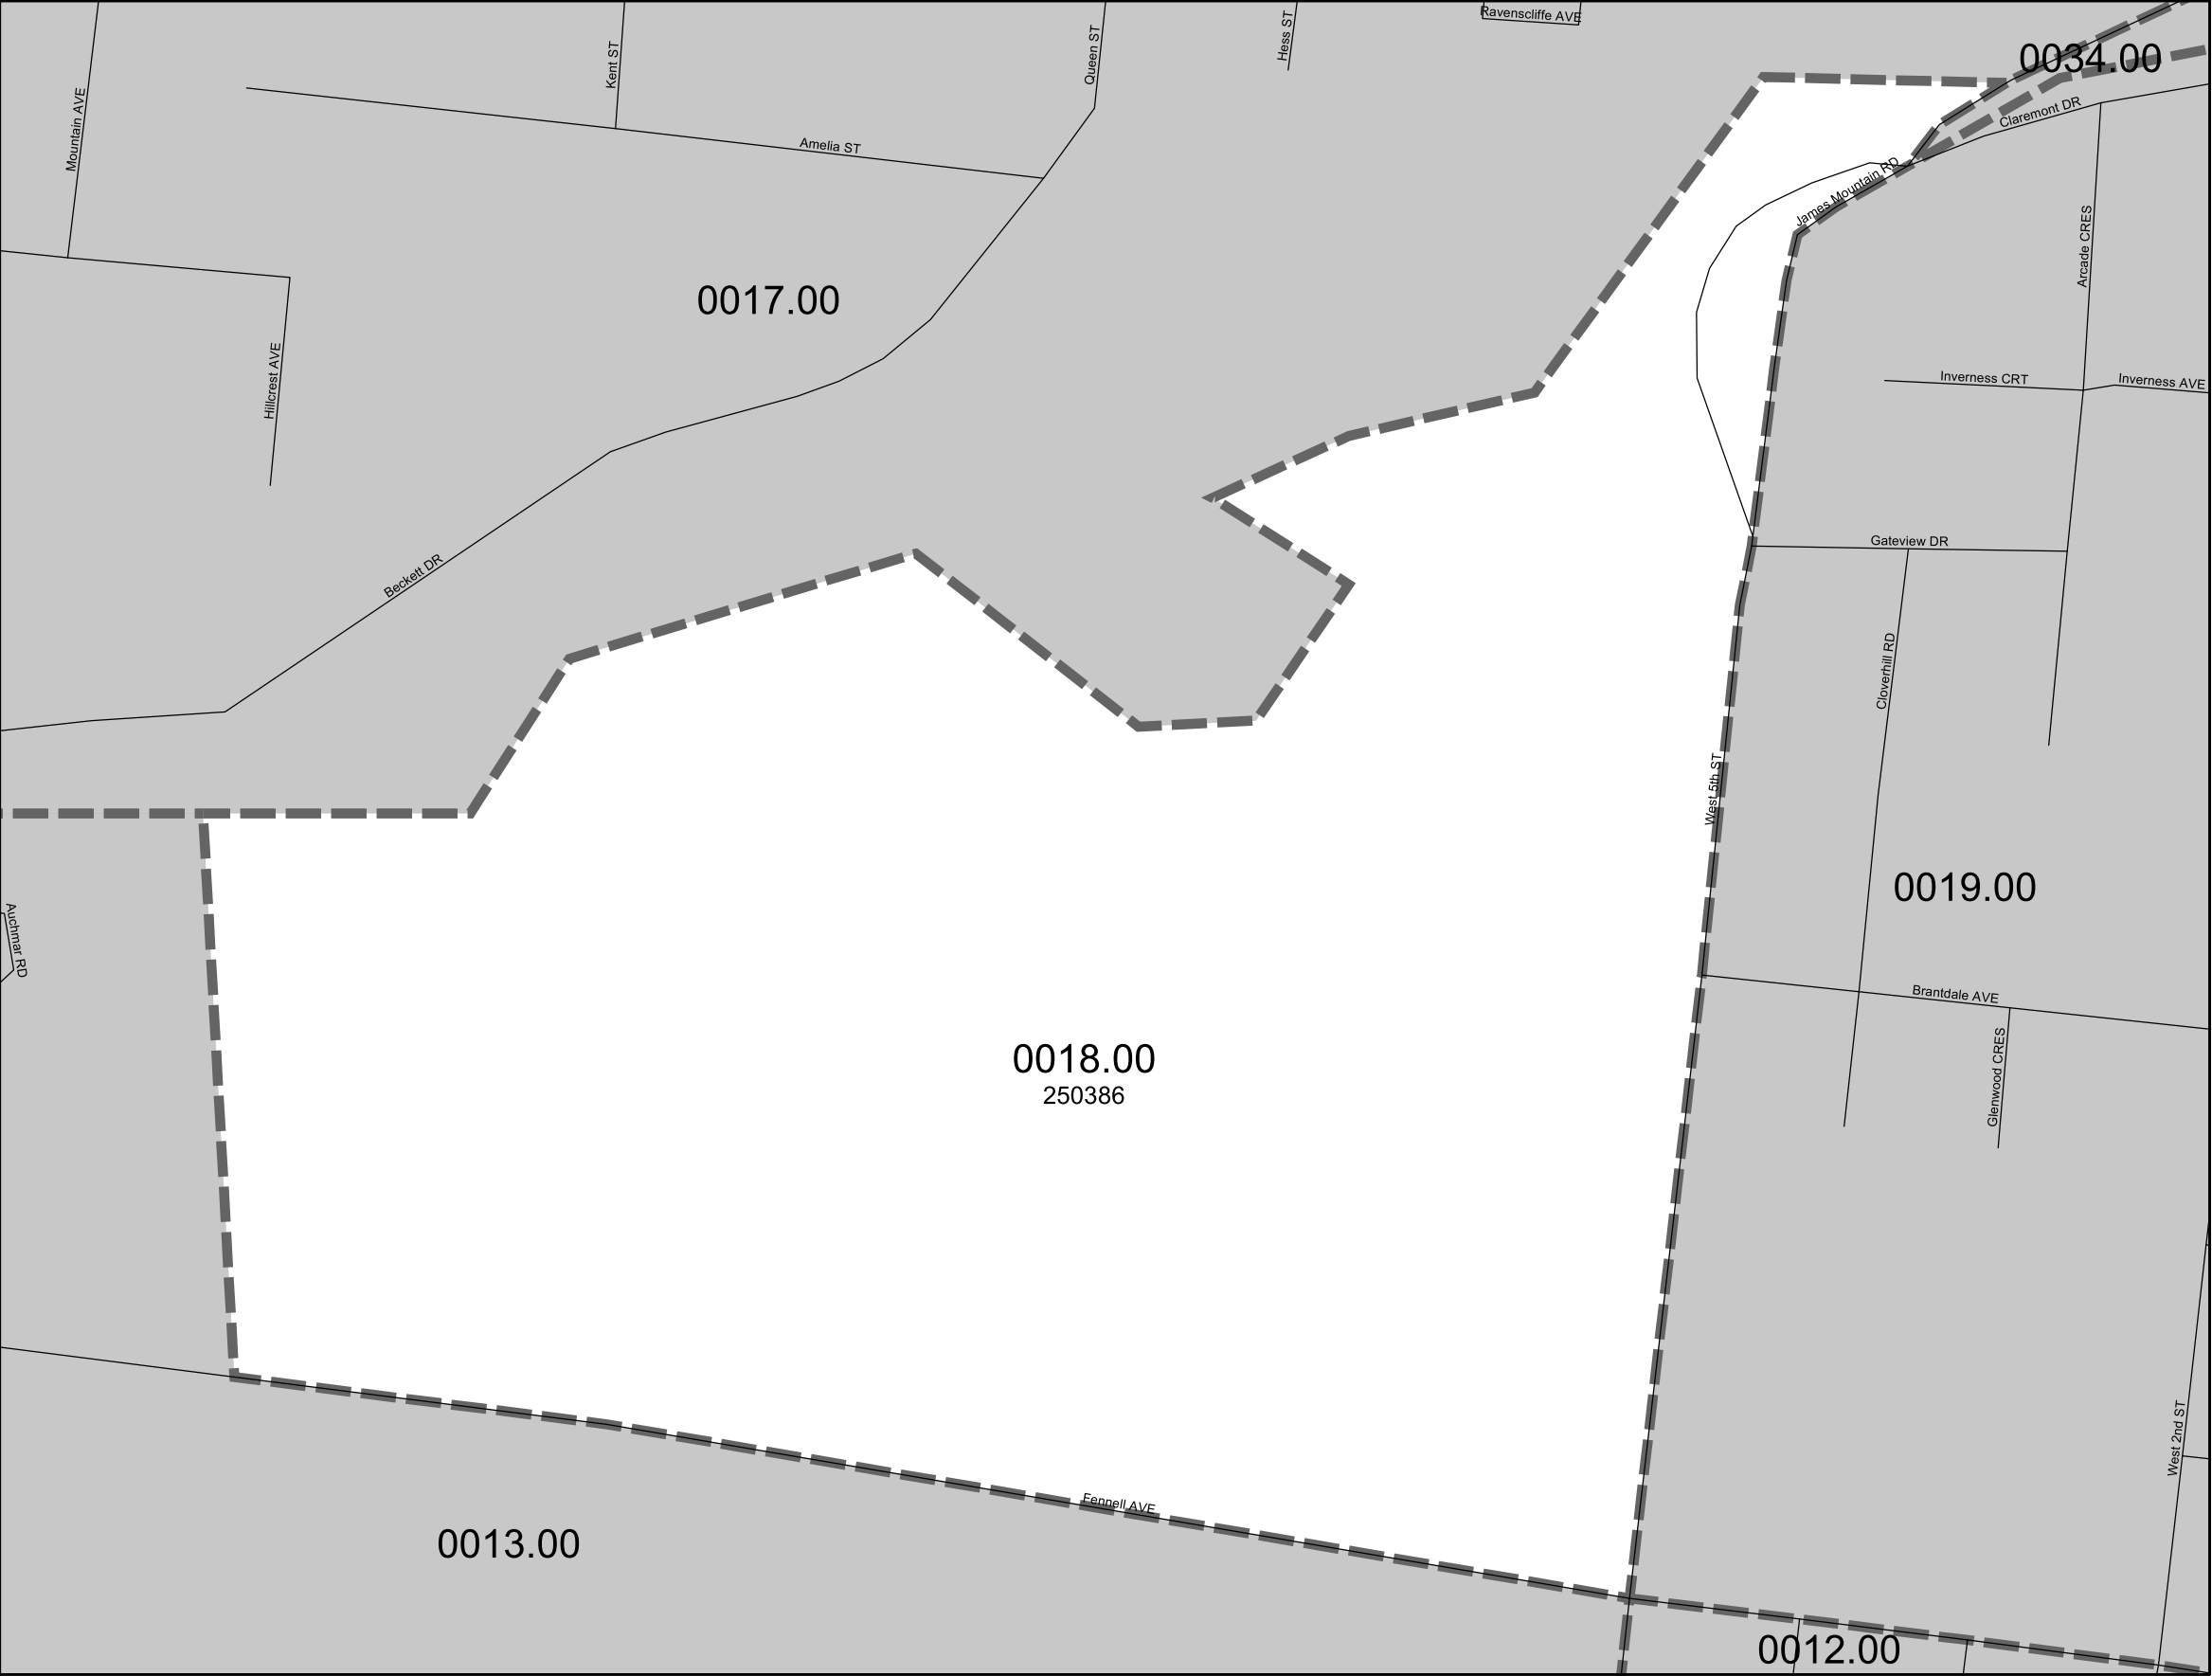 Ravenscliffe AVE
Hess ST
Queen ST
Kent ST
Mountain AVE
0034.00
Claremont DR
Amelia ST
James Mountain RD
Arcade CRES
0017.00
Hillcrest AVE
Inverness CRT
Inverness AVE
Gateview DR
Beckett DR
Cloverhill RD
West 5th ST
0019.00
Auchmar RD
Brantdale AVE
0018.00
250386
Glenwood CRES
West 2nd ST
Fennell AVE
0013.00
0012.00